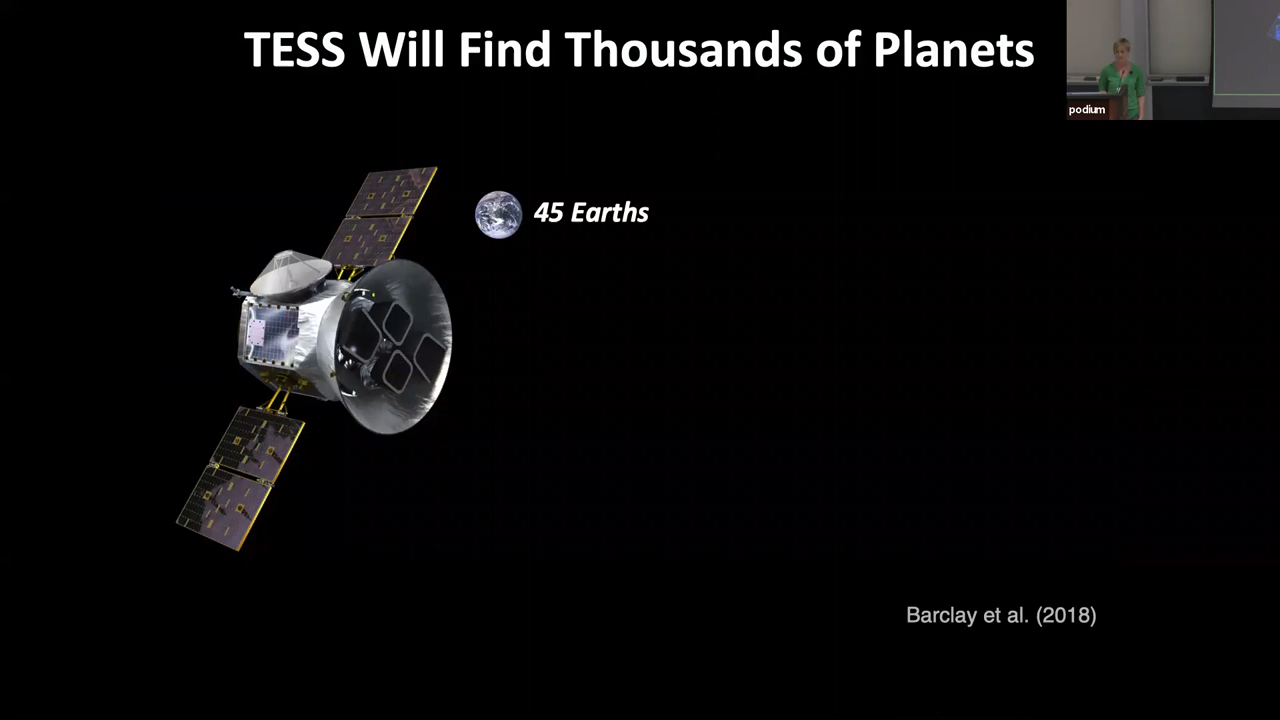 TESS Will Find Thousands of Planets
podium
45 Earths
Barclay et al. (2018)